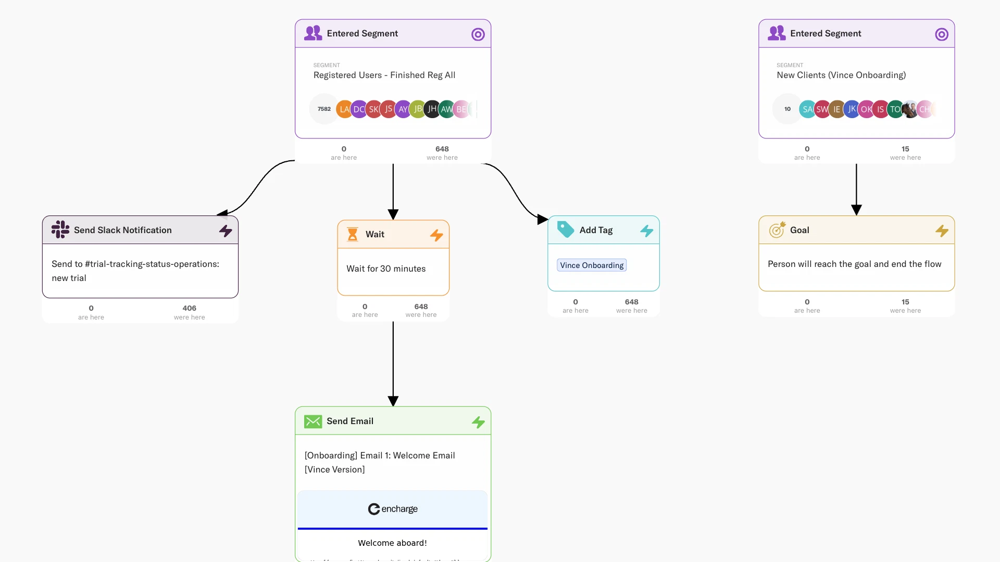 Entered Segment
SEGMENT
Registered Users - Finished Reg All
7582 LA DC SK JS AY JB JH AW BE
0 648
are here were here
Entered Segment
SEGMENT
New Clients (Vince Onboarding)
10 SA SW IE JK OK IS TO CH
0 15
are here were here
Send Slack Notification
Send to #trial-tracking-status-operations:
new trial
0 406
are here were here
Wait
Wait for 30 minutes
0 648
are here were here
Add Tag
Vince Onboarding
0 648
are here were here
Goal
Person will reach the goal and end the flow
0 15
are here were here
Send Email
[Onboarding] Email 1: Welcome Email
[Vince Version]
encharge
Welcome aboard!